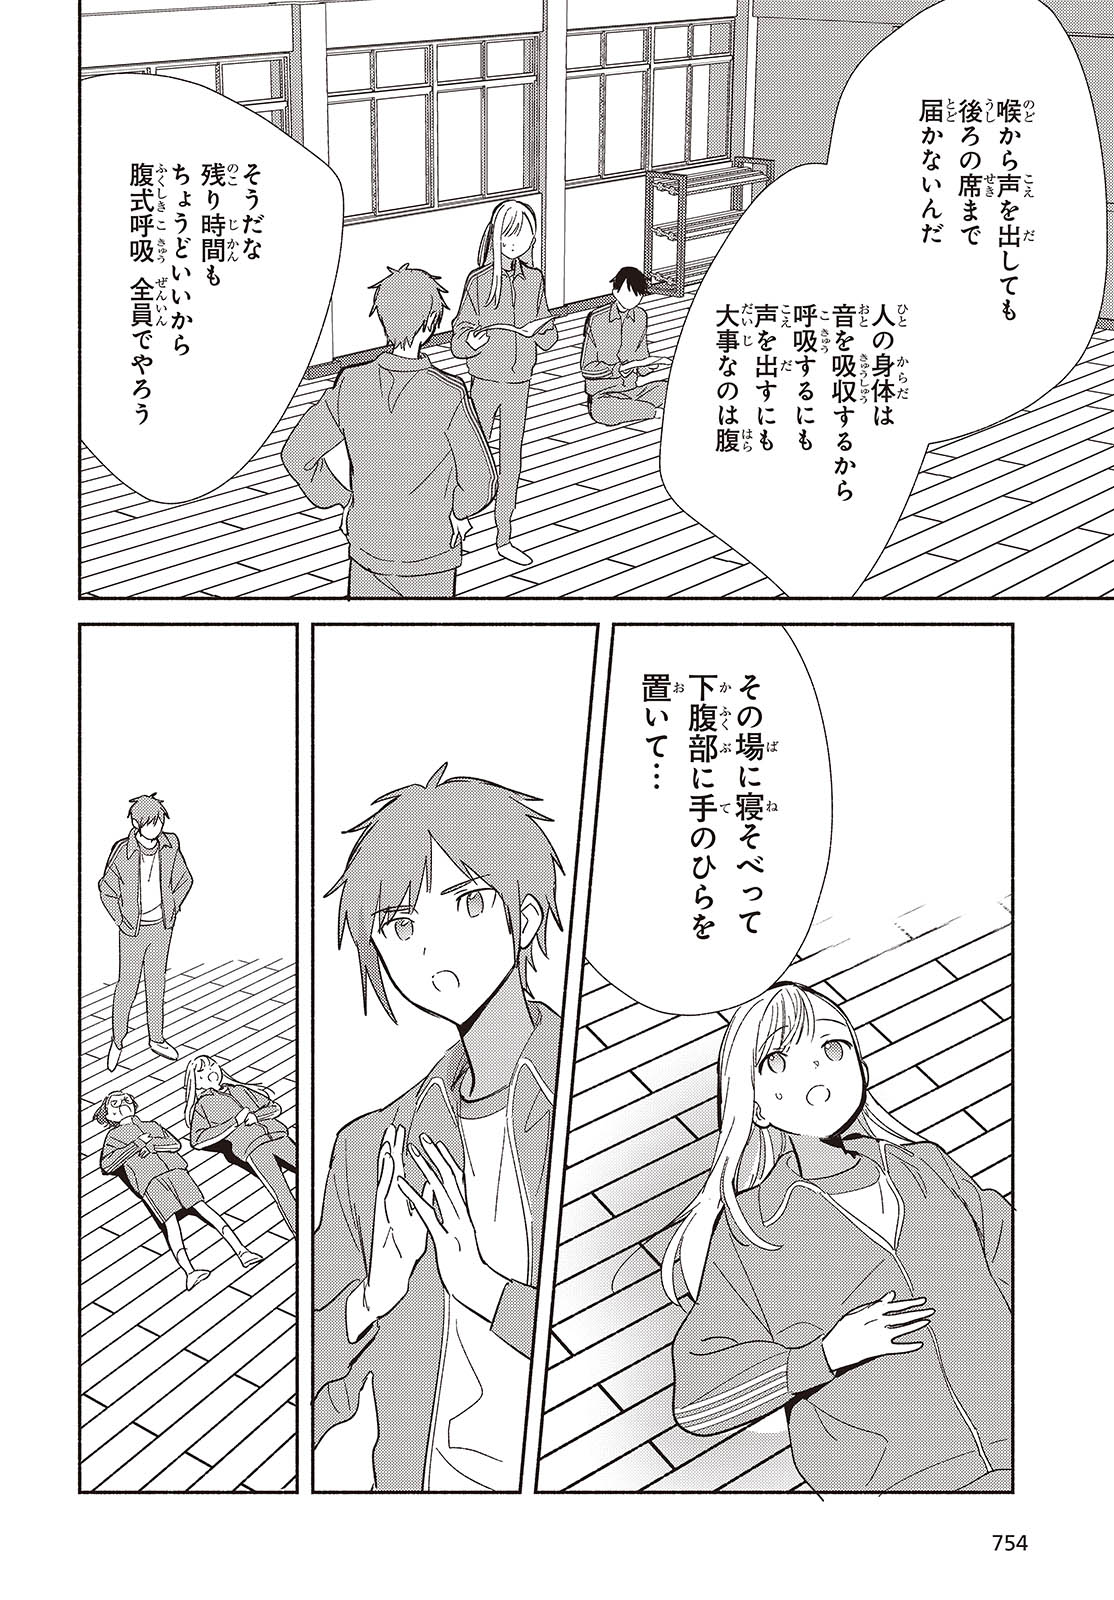 喉から声を出しても
後ろの席まで
届かないんだ
人の身体は
音を吸収するから
呼吸するにも
声を出すにも
大事なのは腹
そうだな
残り時間も
ちょうどいいから
腹式呼吸 全員でやろう
その場に寝そべって
下腹部に手のひらを
置いて…
754